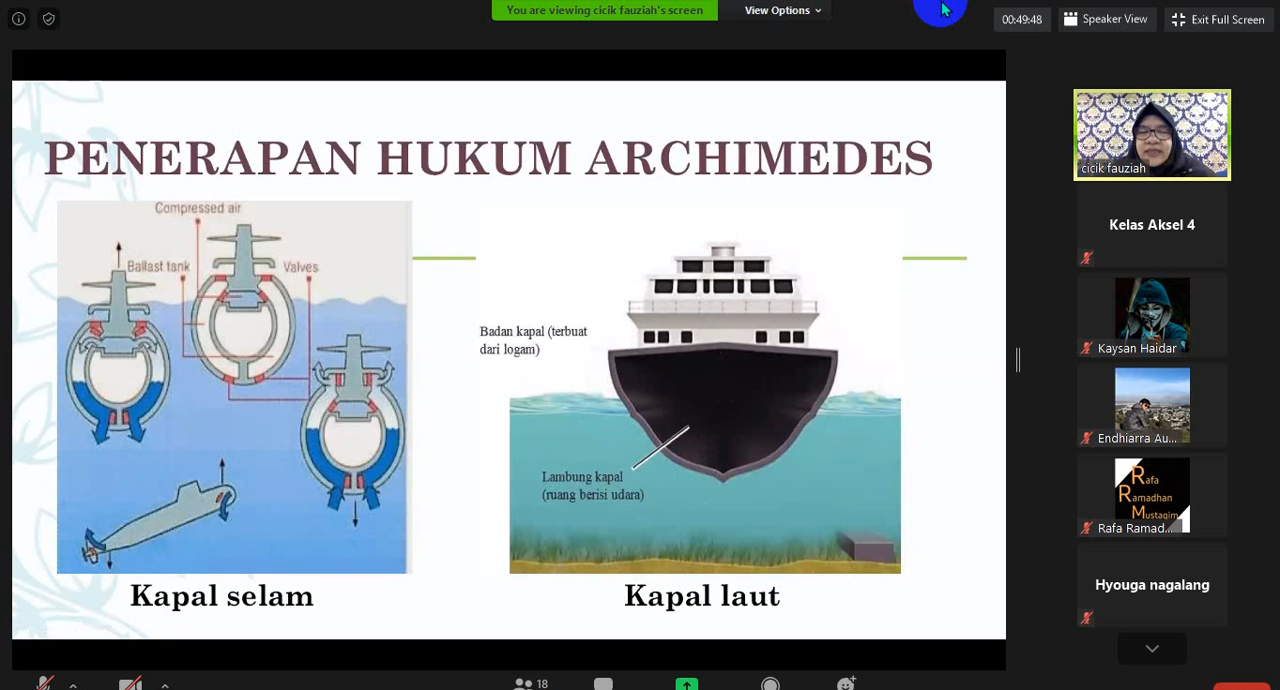 You are viewing cicik fauziah's screen
View Options
00:49:48
Speaker View
Exit Full Screen
PENERAPAN HUKUM ARCHIMEDES
Compressed air
Ballast tank
Valves
Badan kapal (terbuat
dari logam)
Lambung kapal
(ruang berisi udara)
Kapal selam
Kapal laut
cicik fauziah
Kelas Aksel 4
Kaysan Haidar
Endhiarra Au...
Rafa
Ramadhan
Mustaqim
Rafa Ramad...
Hyouga nagalang
18